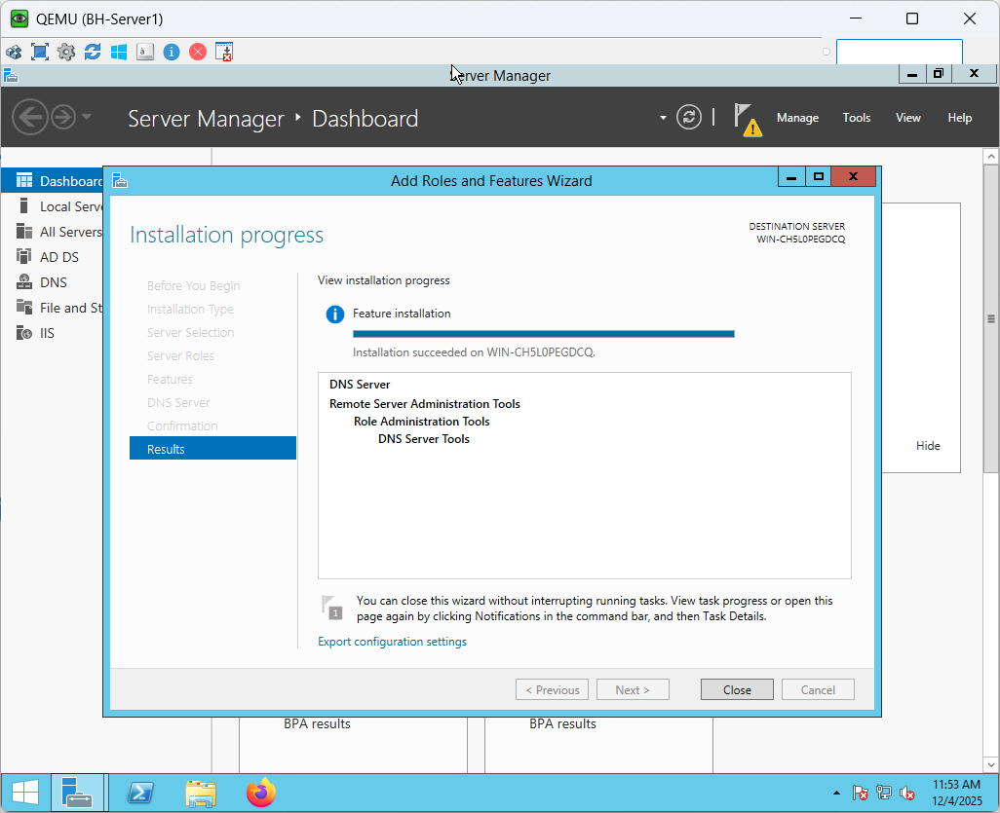 QEMU (BH-Server1)
Server Manager
Server Manager ‣ Dashboard
Manage Tools View Help
Dashboard
Local Serve
All Servers
AD DS
DNS
File and St
IIS
Add Roles and Features Wizard
Installation progress
DESTINATION SERVER
WIN-CH5L0PEGDCQ
Before You Begin
Installation Type
Server Selection
Server Roles
Features
DNS Server
Confirmation
Results
View installation progress
Feature installation
Installation succeeded on WIN-CH5L0PEGDCQ.
DNS Server
Remote Server Administration Tools
Role Administration Tools
DNS Server Tools
1
You can close this wizard without interrupting running tasks. View task progress or open this
page again by clicking Notifications in the command bar, and then Task Details.
Export configuration settings
< Previous
Next >
Close
Cancel
Hide
BPA results
BPA results
11:53 AM
12/4/2025